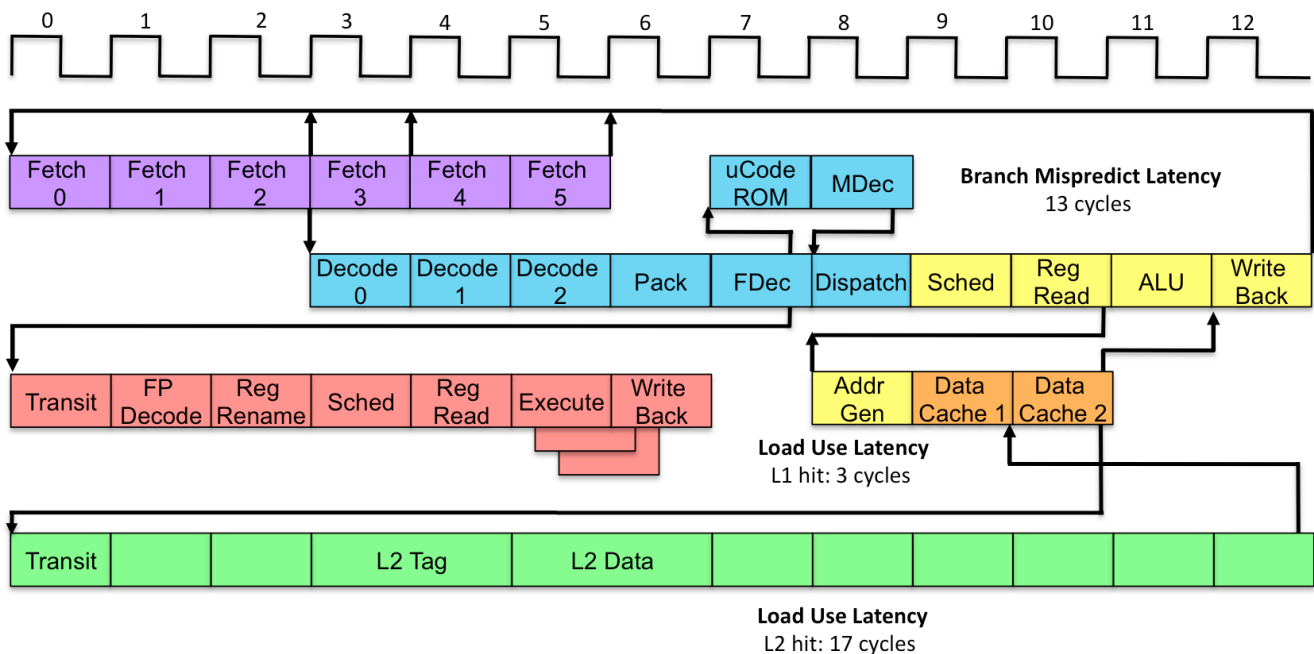 0 1 2 3 4 5 6 7 8 9 10 11 12
Fetch 0
Fetch 1
Fetch 2
Fetch 3
Fetch 4
Fetch 5
uCode ROM
MDec
Branch Mispredict Latency
13 cycles
Decode 0
Decode 1
Decode 2
Pack
FDec
Dispatch
Sched
Reg Read
ALU
Write Back
Transit
FP Decode
Reg Rename
Sched
Reg Read
Execute
Write Back
Addr Gen
Data Cache 1
Data Cache 2
Load Use Latency
L1 hit: 3 cycles
Transit
L2 Tag
L2 Data
Load Use Latency
L2 hit: 17 cycles